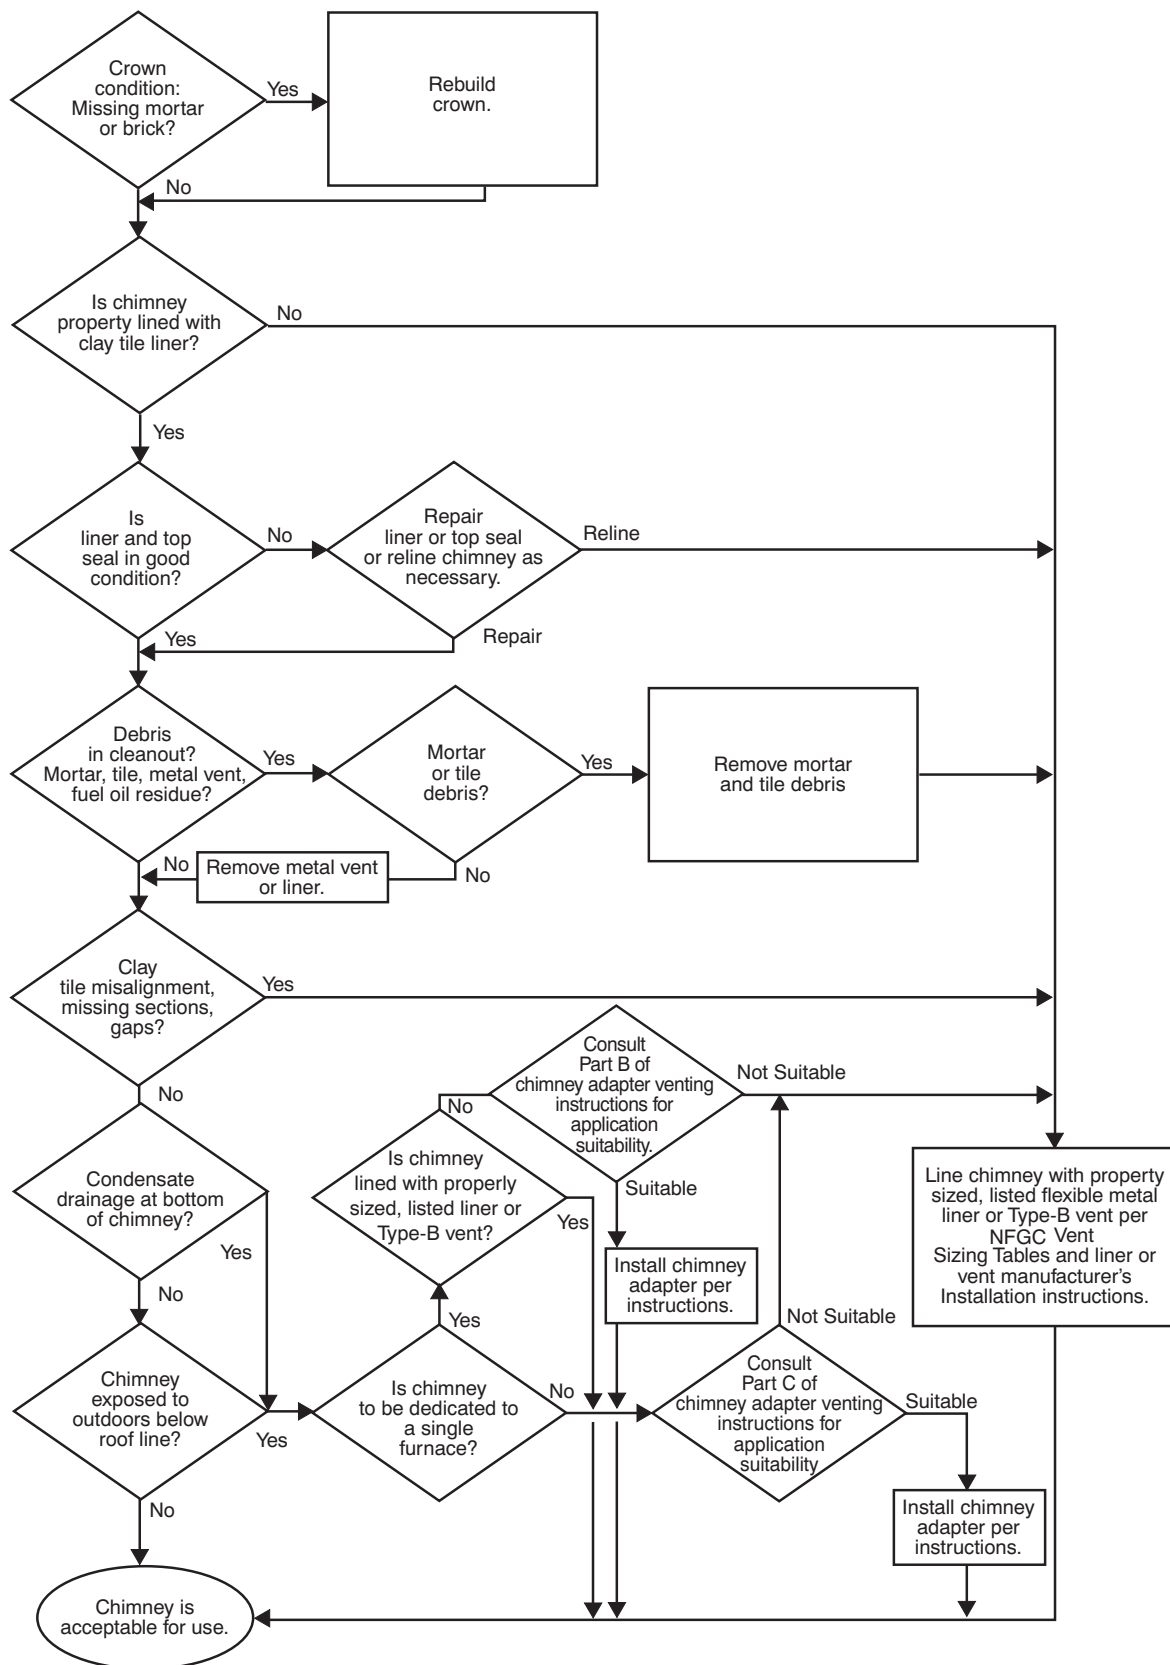 Crown
condition:
Missing mortar
or brick?
Yes
Rebuild
crown.
No
Is chimney
property lined with
clay tile liner?
No
Yes
Is
liner and top
seal in good
condition?
No
Repair
liner or top seal
or reline chimney as
necessary.
Reline
Yes
Repair
Debris
in cleanout?
Mortar, tile, metal vent,
fuel oil residue?
Yes
Mortar
or tile
debris?
Yes
Remove mortar
and tile debris
No
Remove metal vent
or liner.
No
Clay
tile misalignment,
missing sections,
gaps?
Yes
No
Consult
Part B of
chimney adapter venting
instructions for
application
suitability.
Not Suitable
No
Suitable
Condensate
drainage at bottom
of chimney?
Yes
No
Is chimney
lined with properly
sized, listed liner or
Type-B vent?
Yes
Install chimney
adapter per
instructions.
Line chimney with property
sized, listed flexible metal
liner or Type-B vent per
NFGC Vent
Sizing Tables and liner or
vent manufacturer's
Installation instructions.
Chimney
exposed to
outdoors below
roof line?
Yes
No
Is chimney
to be dedicated to
a single
furnace?
Yes
No
Consult
Part C of
chimney adapter venting
instructions for
application
suitability
Not Suitable
Suitable
Install chimney
adapter per
instructions.
Chimney is
acceptable for use.